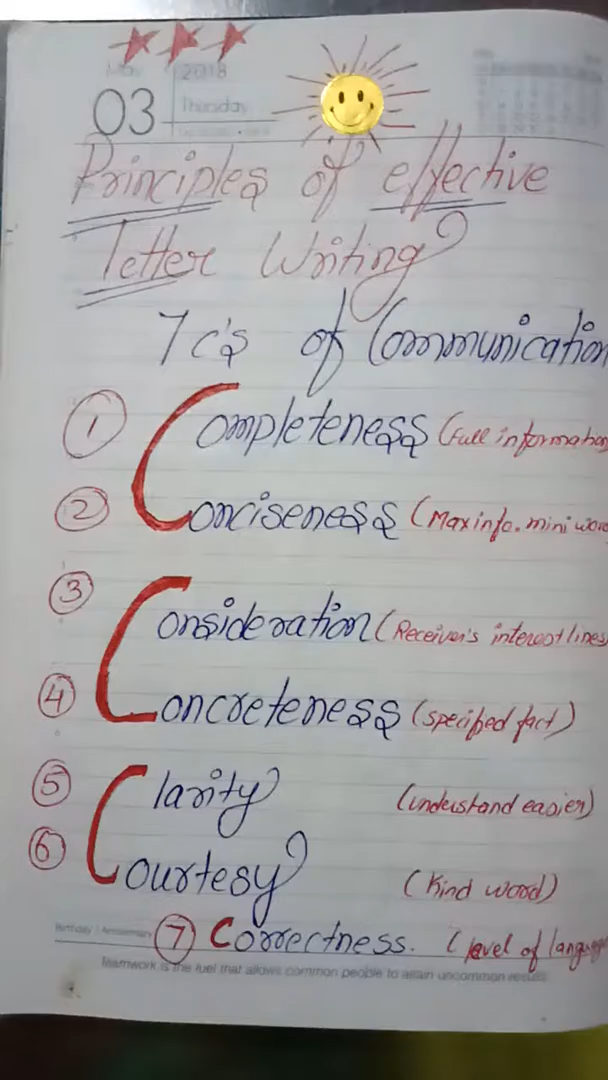 May 2018
03 Thursday
Principles of effective
letter Writing
7 c's of Communication
1 Completeness (Full information
2 Conciseness (Max info. mini word
3 Consideration (Receiver's interest lines)
4 Concreteness (specified fact)
5 Clarity (understand easier)
6 Courtesy (Kind word)
Birthday / Anniversary
7 Correctness. (level of language
Teamwork is the fuel that allows common people to attain uncommon results